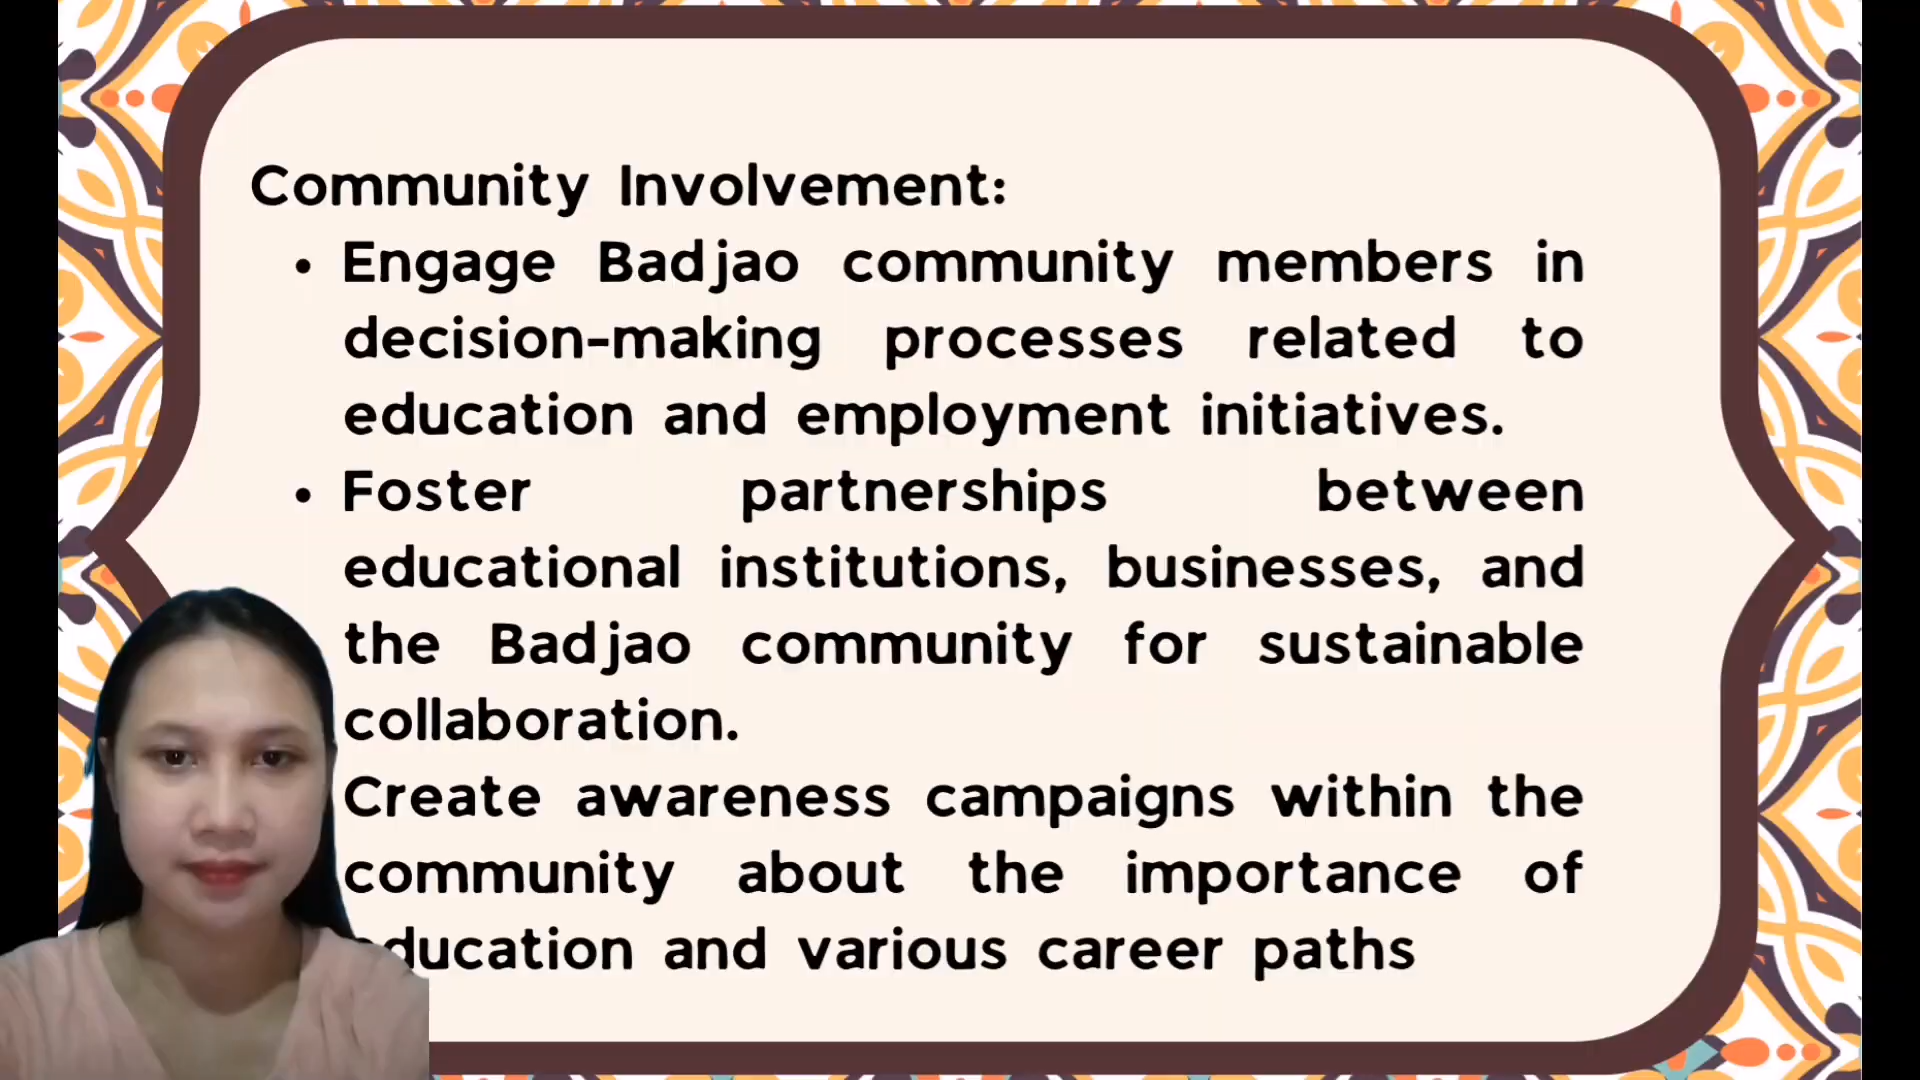 Community Involvement:
• Engage Badjao community members in
decision-making processes related to
education and employment initiatives.
• Foster partnerships between
educational institutions, businesses, and
the Badjao community for sustainable
collaboration.
Create awareness campaigns within the
community about the importance of
education and various career paths